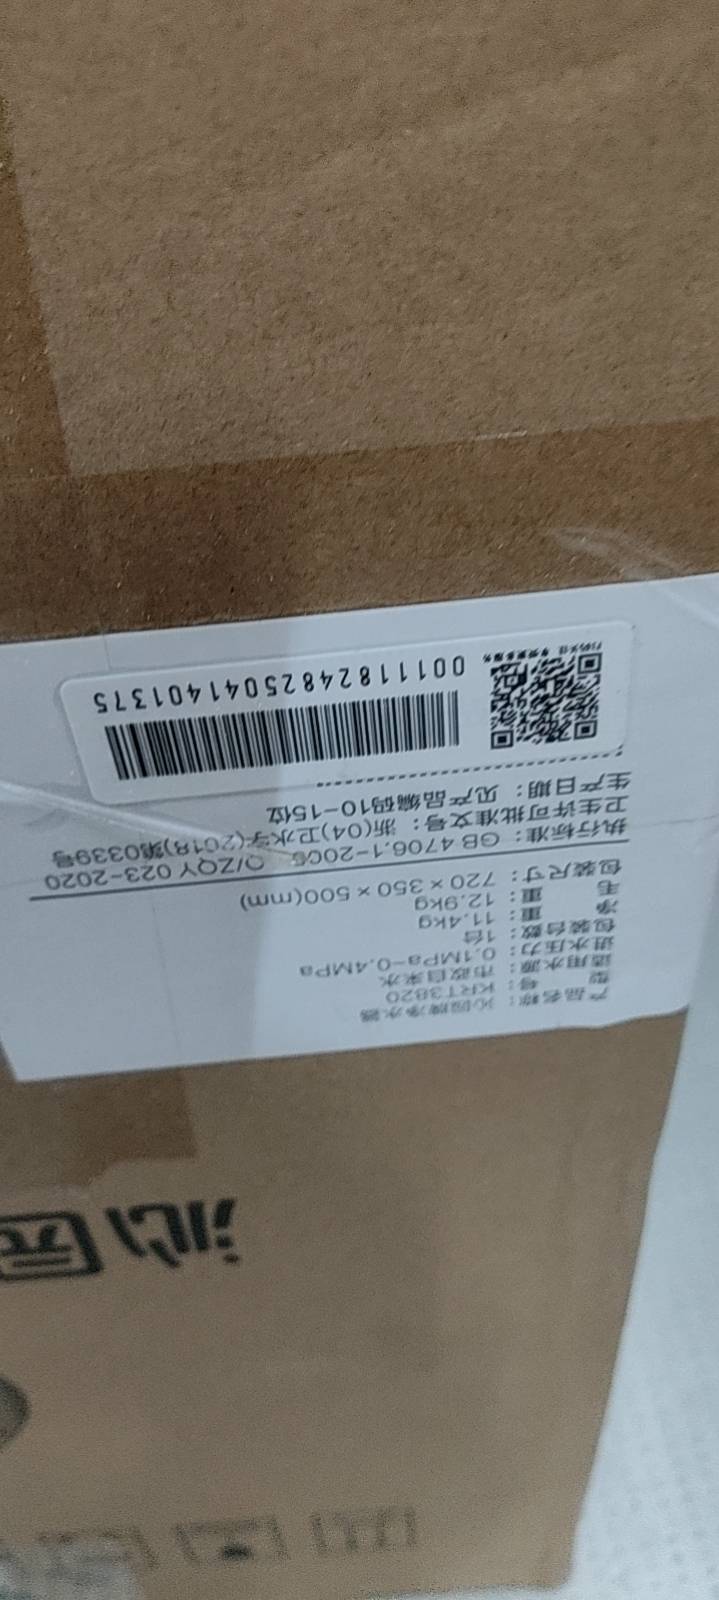 沁园
产品名称：沁园牌净水器
型　　号：KRT3820
适用水源：市政自来水
进水压力：0.1MPa~0.4MPa
包装台数：1台
净　　重：11.4kg
毛　　重：12.9kg
包装尺寸：720×350×500(mm)
执行标准：GB 4706.1-2005 Q/ZQY 023-2020
卫生许可批准文号：浙(04)卫水字(2018)第0339号
生产日期：见产品编码10-15位
00111824825041401375